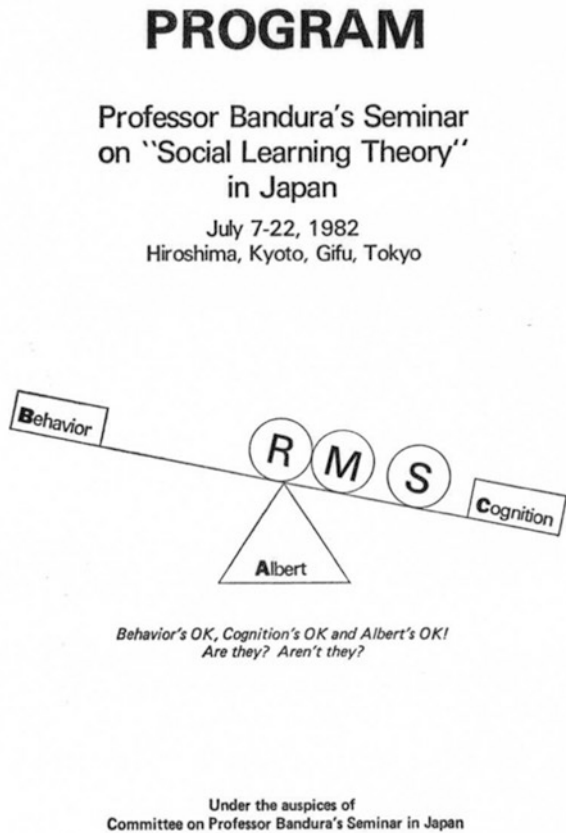 PROGRAM
Professor Bandura's Seminar
on ``Social Learning Theory''
in Japan
July 7-22, 1982
Hiroshima, Kyoto, Gifu, Tokyo
Behavior
R M S
Cognition
Albert
Behavior's OK, Cognition's OK and Albert's OK!
Are they? Aren't they?
Under the auspices of
Committee on Professor Bandura's Seminar in Japan